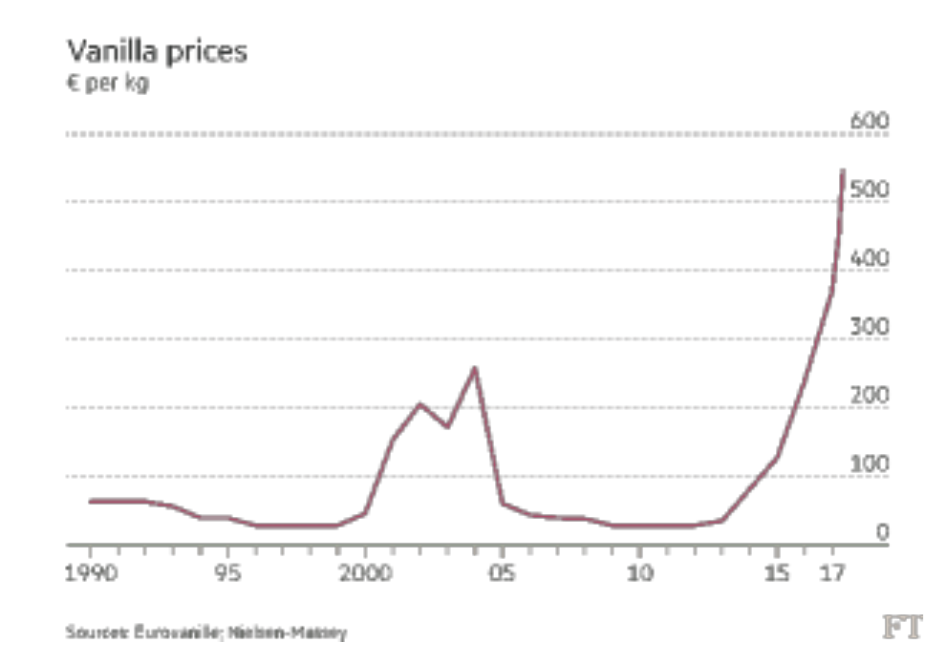 Vanilla prices
€ per kg
600
500
400
300
200
100
0
1990 95 2000 05 10 15 17
Sources: Eurovanille; Nielsen-Massey
FT